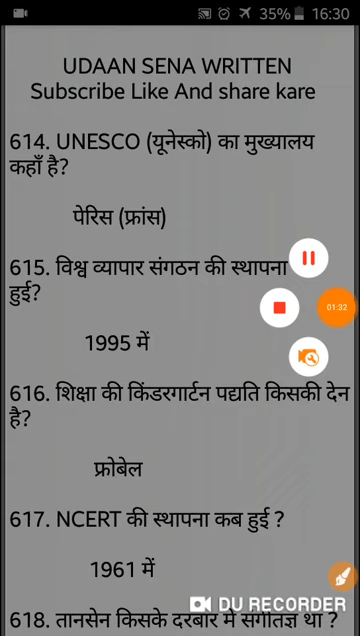 35% 16:30
UDAAN SENA WRITTEN
Subscribe Like And share kare
614. UNESCO (यूनेस्को) का मुख्यालय
कहाँ है?
पेरिस (फ्रांस)
615. विश्व व्यापार संगठन की स्थापना
हुई?
1995 में
01:32
616. शिक्षा की किंडरगार्टन पद्यति किसकी देन
है?
फ्रोबेल
617. NCERT की स्थापना कब हुई ?
1961 में
DU RECORDER
618. तानसेन किसके दरबार में संगीतज्ञ था ?